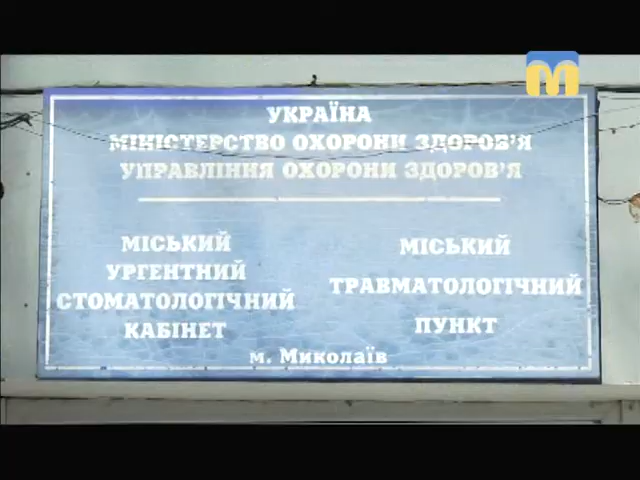 УКРАЇНА
МІНІСТЕРСТВО ОХОРОНИ ЗДОРОВ'Я
УПРАВЛІННЯ ОХОРОНИ ЗДОРОВ'Я
МІСЬКИЙ
УРГЕНТНИЙ
СТОМАТОЛОГІЧНИЙ
КАБІНЕТ
МІСЬКИЙ
ТРАВМАТОЛОГІЧНИЙ
ПУНКТ
м. Миколаїв